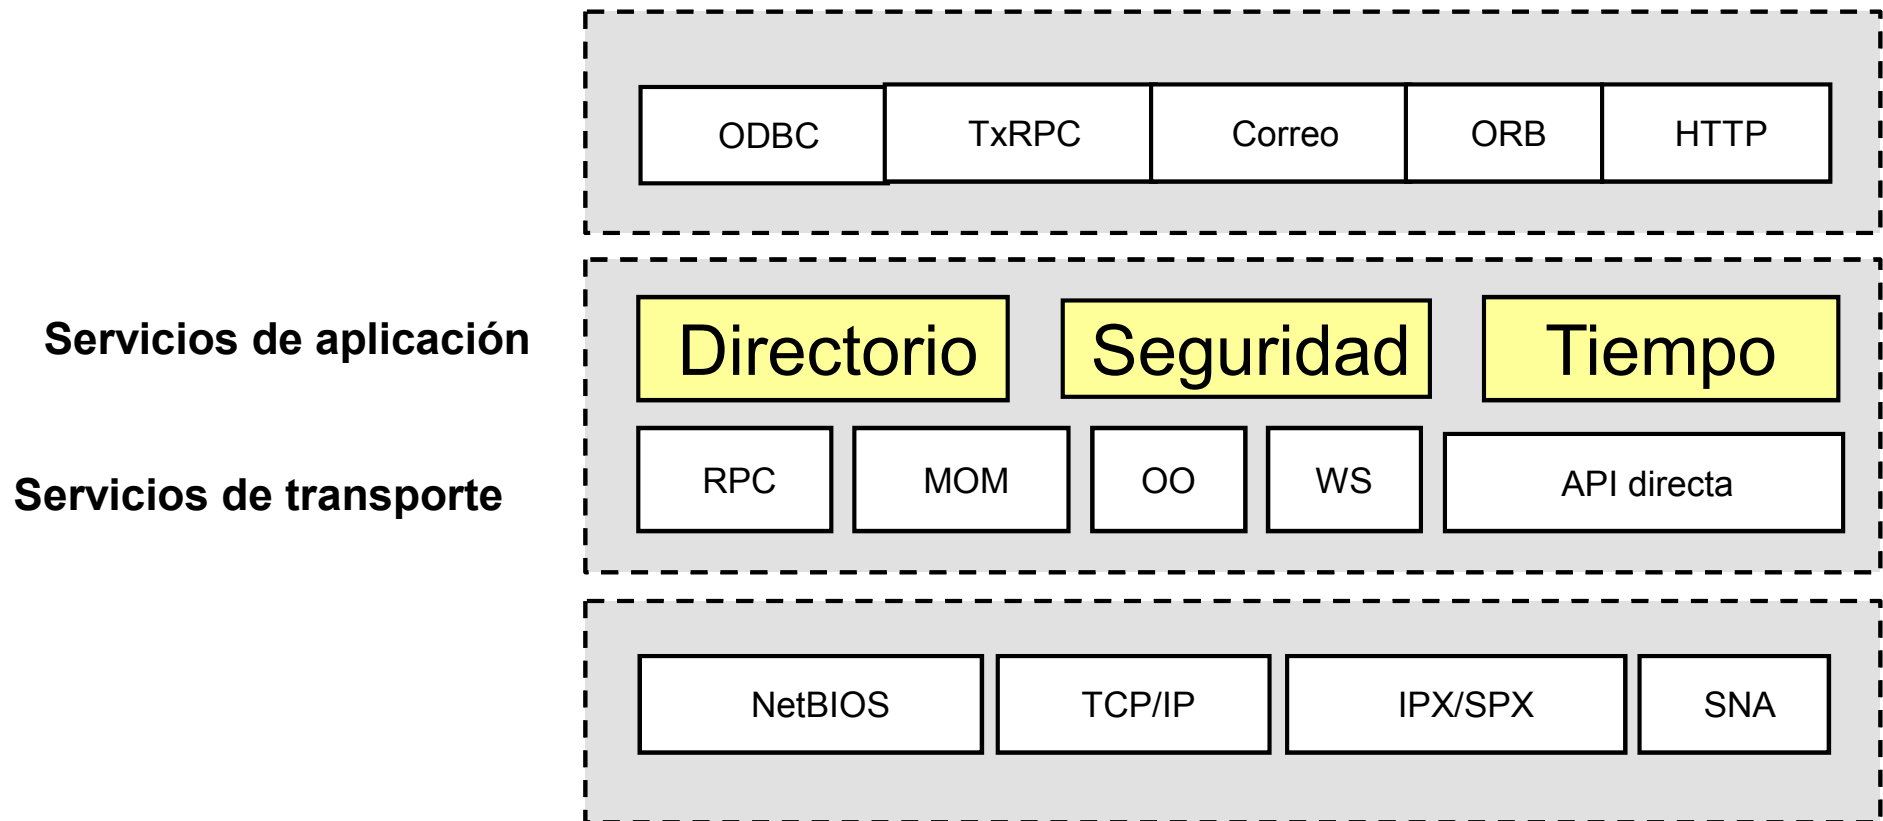 ODBC TxRPC Correo ORB HTTP
Servicios de aplicación
Directorio Seguridad Tiempo
Servicios de transporte
RPC MOM OO WS API directa
NetBIOS TCP/IP IPX/SPX SNA